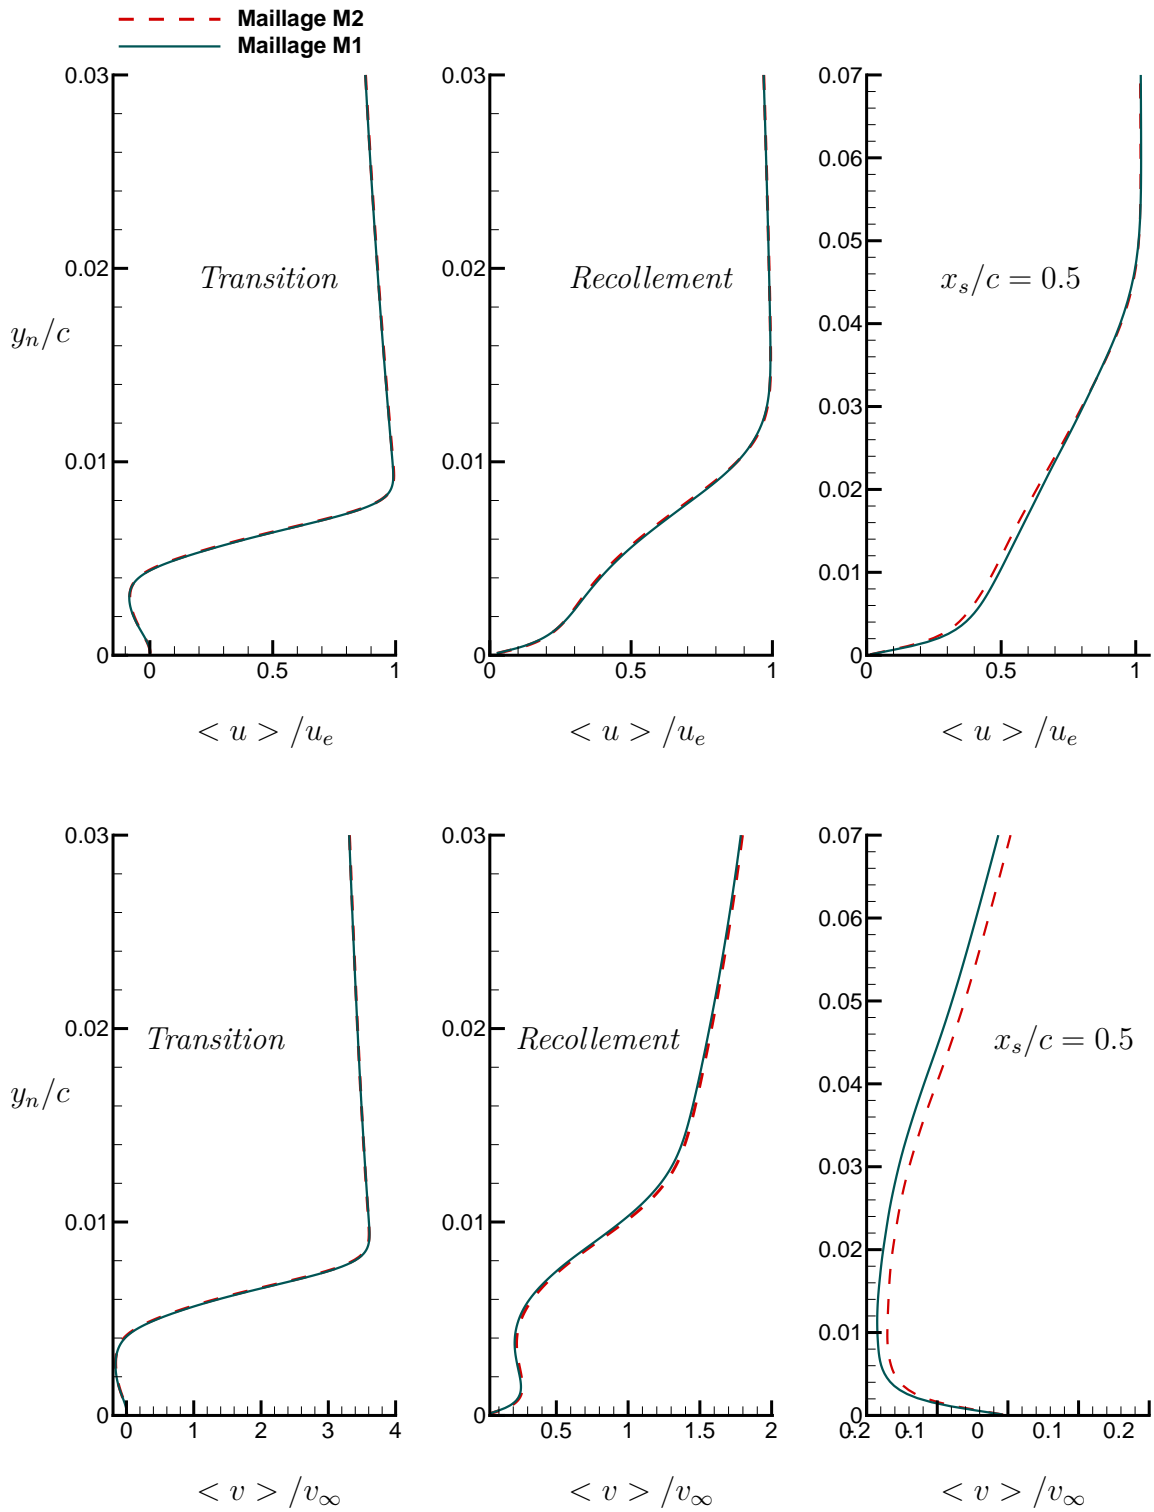 Maillage M2
Maillage M1
0.03 0.03 0.07
0.06
0.05
0.02 0.02
Transition Recollement x_s/c = 0.5
y_n/c
0.04
0.03
0.01 0.01
0.02
0.01
0 0 0
0 0.5 1 0 0.5 1 0 0.5 1
< u > /u_e < u > /u_e < u > /u_e
0.03 0.03 0.07
0.06
0.05
0.02 0.02
Transition Recollement x_s/c = 0.5
y_n/c
0.04
0.03
0.01 0.01
0.02
0.01
0 0 0
0 1 2 3 4 0.5 1 1.5 2 0.2 0.1 0 0.1 0.2
< v > /v_∞ < v > /v_∞ < v > /v_∞